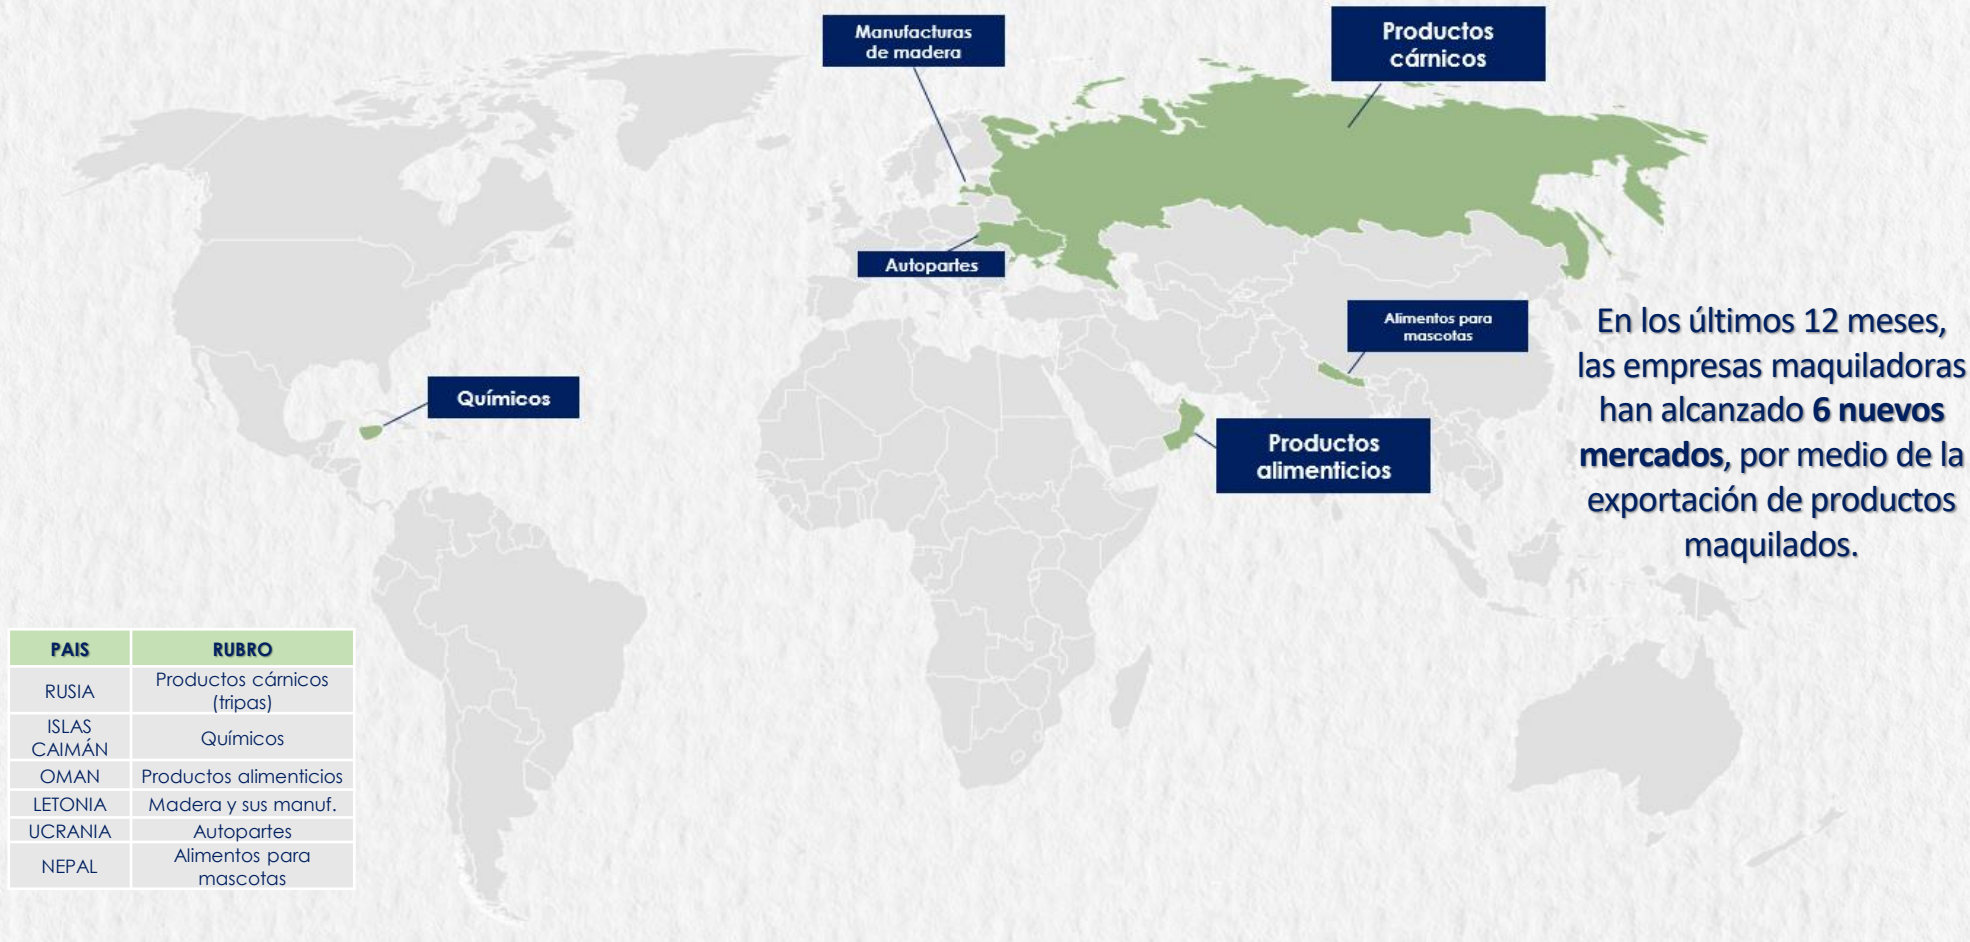 Manufacturas
de madera
Productos
cárnicos
Autopartes
Alimentos para
mascotas
Químicos
Productos
alimenticios
En los últimos 12 meses,
las empresas maquiladoras
han alcanzado 6 nuevos
mercados, por medio de la
exportación de productos
maquilados.
PAIS RUBRO
RUSIA Productos cárnicos
(tripas)
ISLAS
CAIMÁN Químicos
OMAN Productos alimenticios
LETONIA Madera y sus manuf.
UCRANIA Autopartes
NEPAL Alimentos para
mascotas